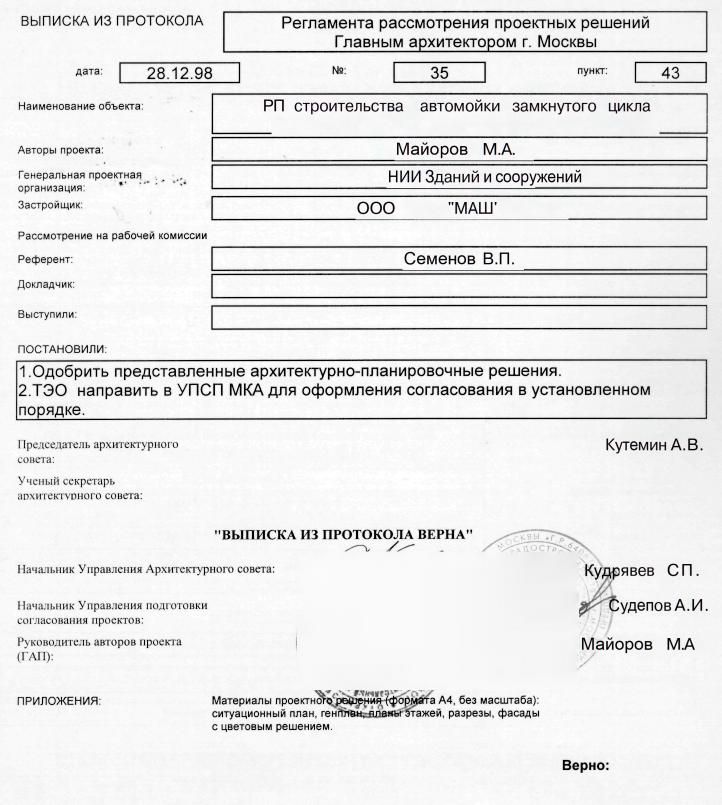 ВЫПИСКА ИЗ ПРОТОКОЛА
Регламента рассмотрения проектных решений
Главным архитектором г. Москвы
дата: 28.12.98 №: 35 пункт: 43
Наименование объекта: РП строительства автомойки замкнутого цикла
Авторы проекта: Майоров М.А.
Генеральная проектная
организация: НИИ Зданий и сооружений
Застройщик: ООО "МАШ'
Рассмотрение на рабочей комиссии
Референт: Семенов В.П.
Докладчик:
Выступили:
ПОСТАНОВИЛИ:
1.Одобрить представленные архитектурно-планировочные решения.
2.ТЭО направить в УПСП МКА для оформления согласования в установленном
порядке.
Председатель архитектурного
совета: Кутемин А.В.
Ученый секретарь
архитектурного совета:
"ВЫПИСКА ИЗ ПРОТОКОЛА ВЕРНА"
Начальник Управления Архитектурного совета: Кудрявев СП.
Начальник Управления подготовки
согласования проектов: Судепов А.И.
Руководитель авторов проекта
(ГАП): Майоров М.А
МОСКВЫ
ПРИЛОЖЕНИЯ: Материалы проектного решения (формата А4, без масштаба):
ситуационный план, генплан, планы этажей, разрезы, фасады
с цветовым решением.
Верно: